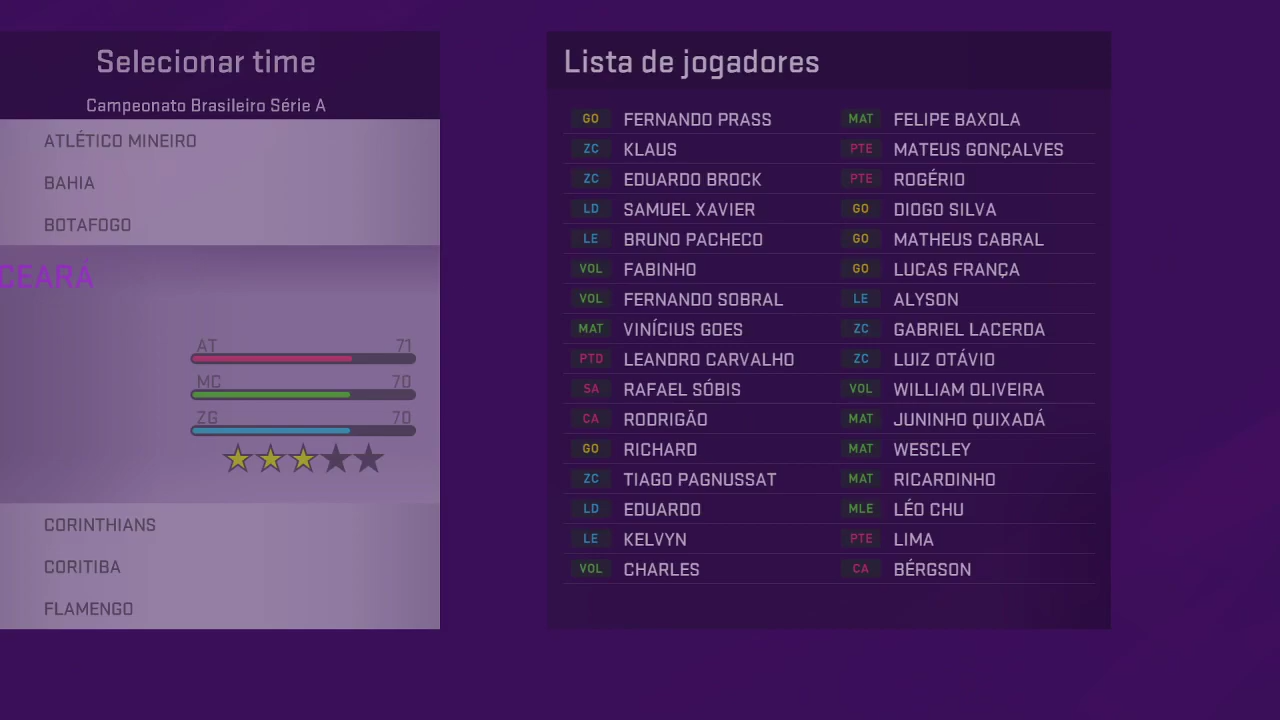 Selecionar time
Campeonato Brasileiro Série A
ATLÉTICO MINEIRO
BAHIA
BOTAFOGO
CEARÁ
AT 71
MC 70
ZG 70
CORINTHIANS
CORITIBA
FLAMENGO
Lista de jogadores
GO FERNANDO PRASS MAT FELIPE BAXOLA
ZC KLAUS PTE MATEUS GONÇALVES
ZC EDUARDO BROCK PTE ROGÉRIO
LD SAMUEL XAVIER GO DIOGO SILVA
LE BRUNO PACHECO GO MATHEUS CABRAL
VOL FABINHO GO LUCAS FRANÇA
VOL FERNANDO SOBRAL LE ALYSON
MAT VINÍCIUS GOES ZC GABRIEL LACERDA
PTD LEANDRO CARVALHO ZC LUIZ OTÁVIO
SA RAFAEL SÓBIS VOL WILLIAM OLIVEIRA
CA RODRIGÃO MAT JUNINHO QUIXADÁ
GO RICHARD MAT WESCLEY
ZC TIAGO PAGNUSSAT MAT RICARDINHO
LD EDUARDO MLE LÉO CHU
LE KELVYN PTE LIMA
VOL CHARLES CA BÉRGSON